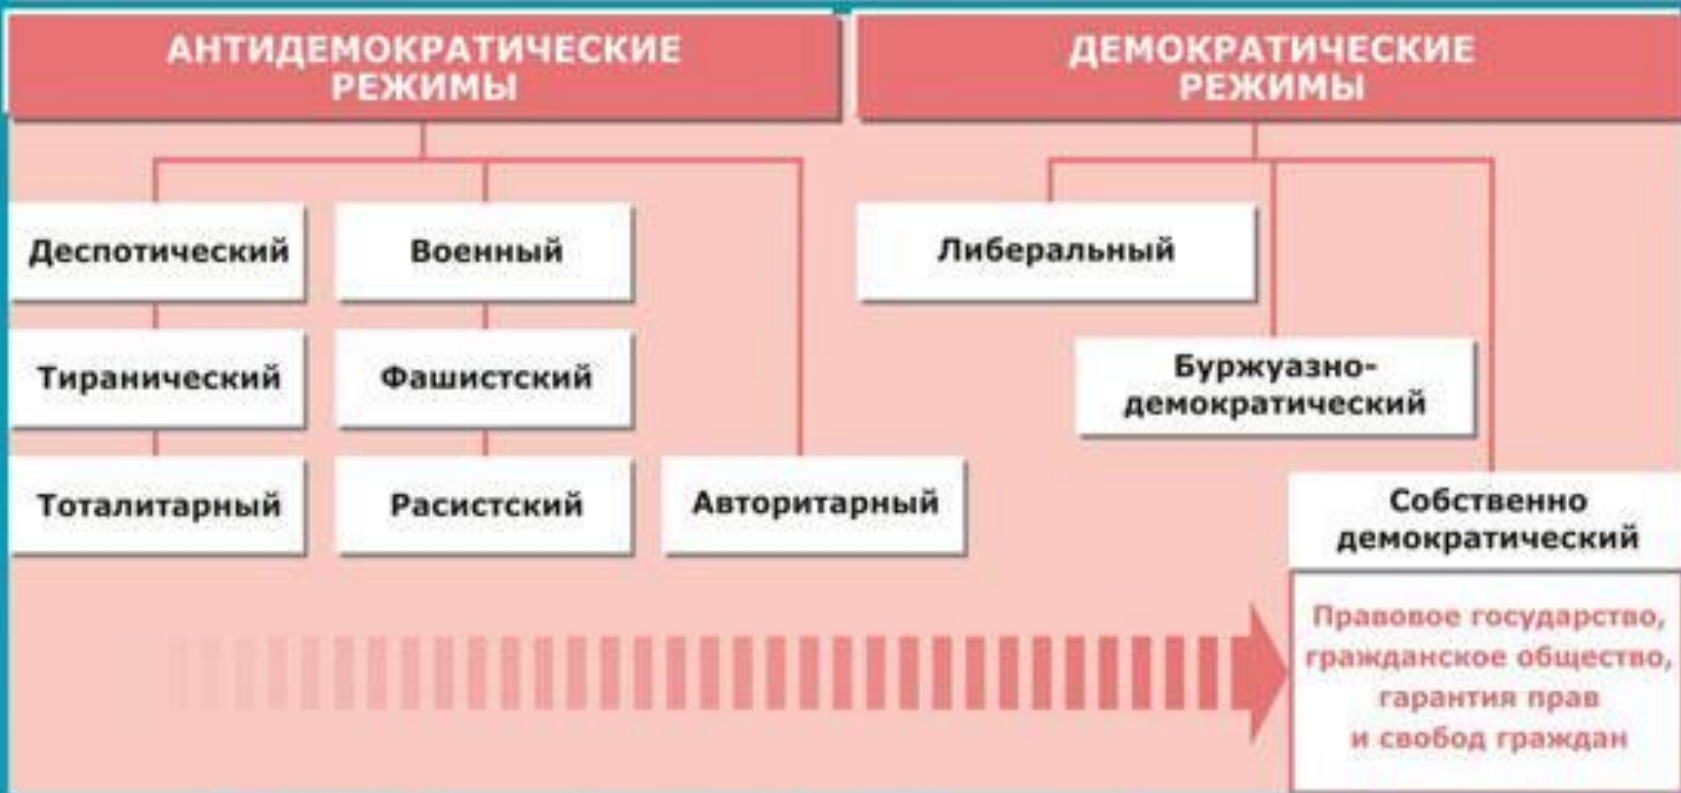 АНТИДЕМОКРАТИЧЕСКИЕ
РЕЖИМЫ
Деспотический
Военный
Тиранический
Фашистский
Тоталитарный
Расистский
Авторитарный
ДЕМОКРАТИЧЕСКИЕ
РЕЖИМЫ
Либеральный
Буржуазно-
демократический
Собственно
демократический
Правовое государство,
гражданское общество,
гарантия прав
и свобод граждан